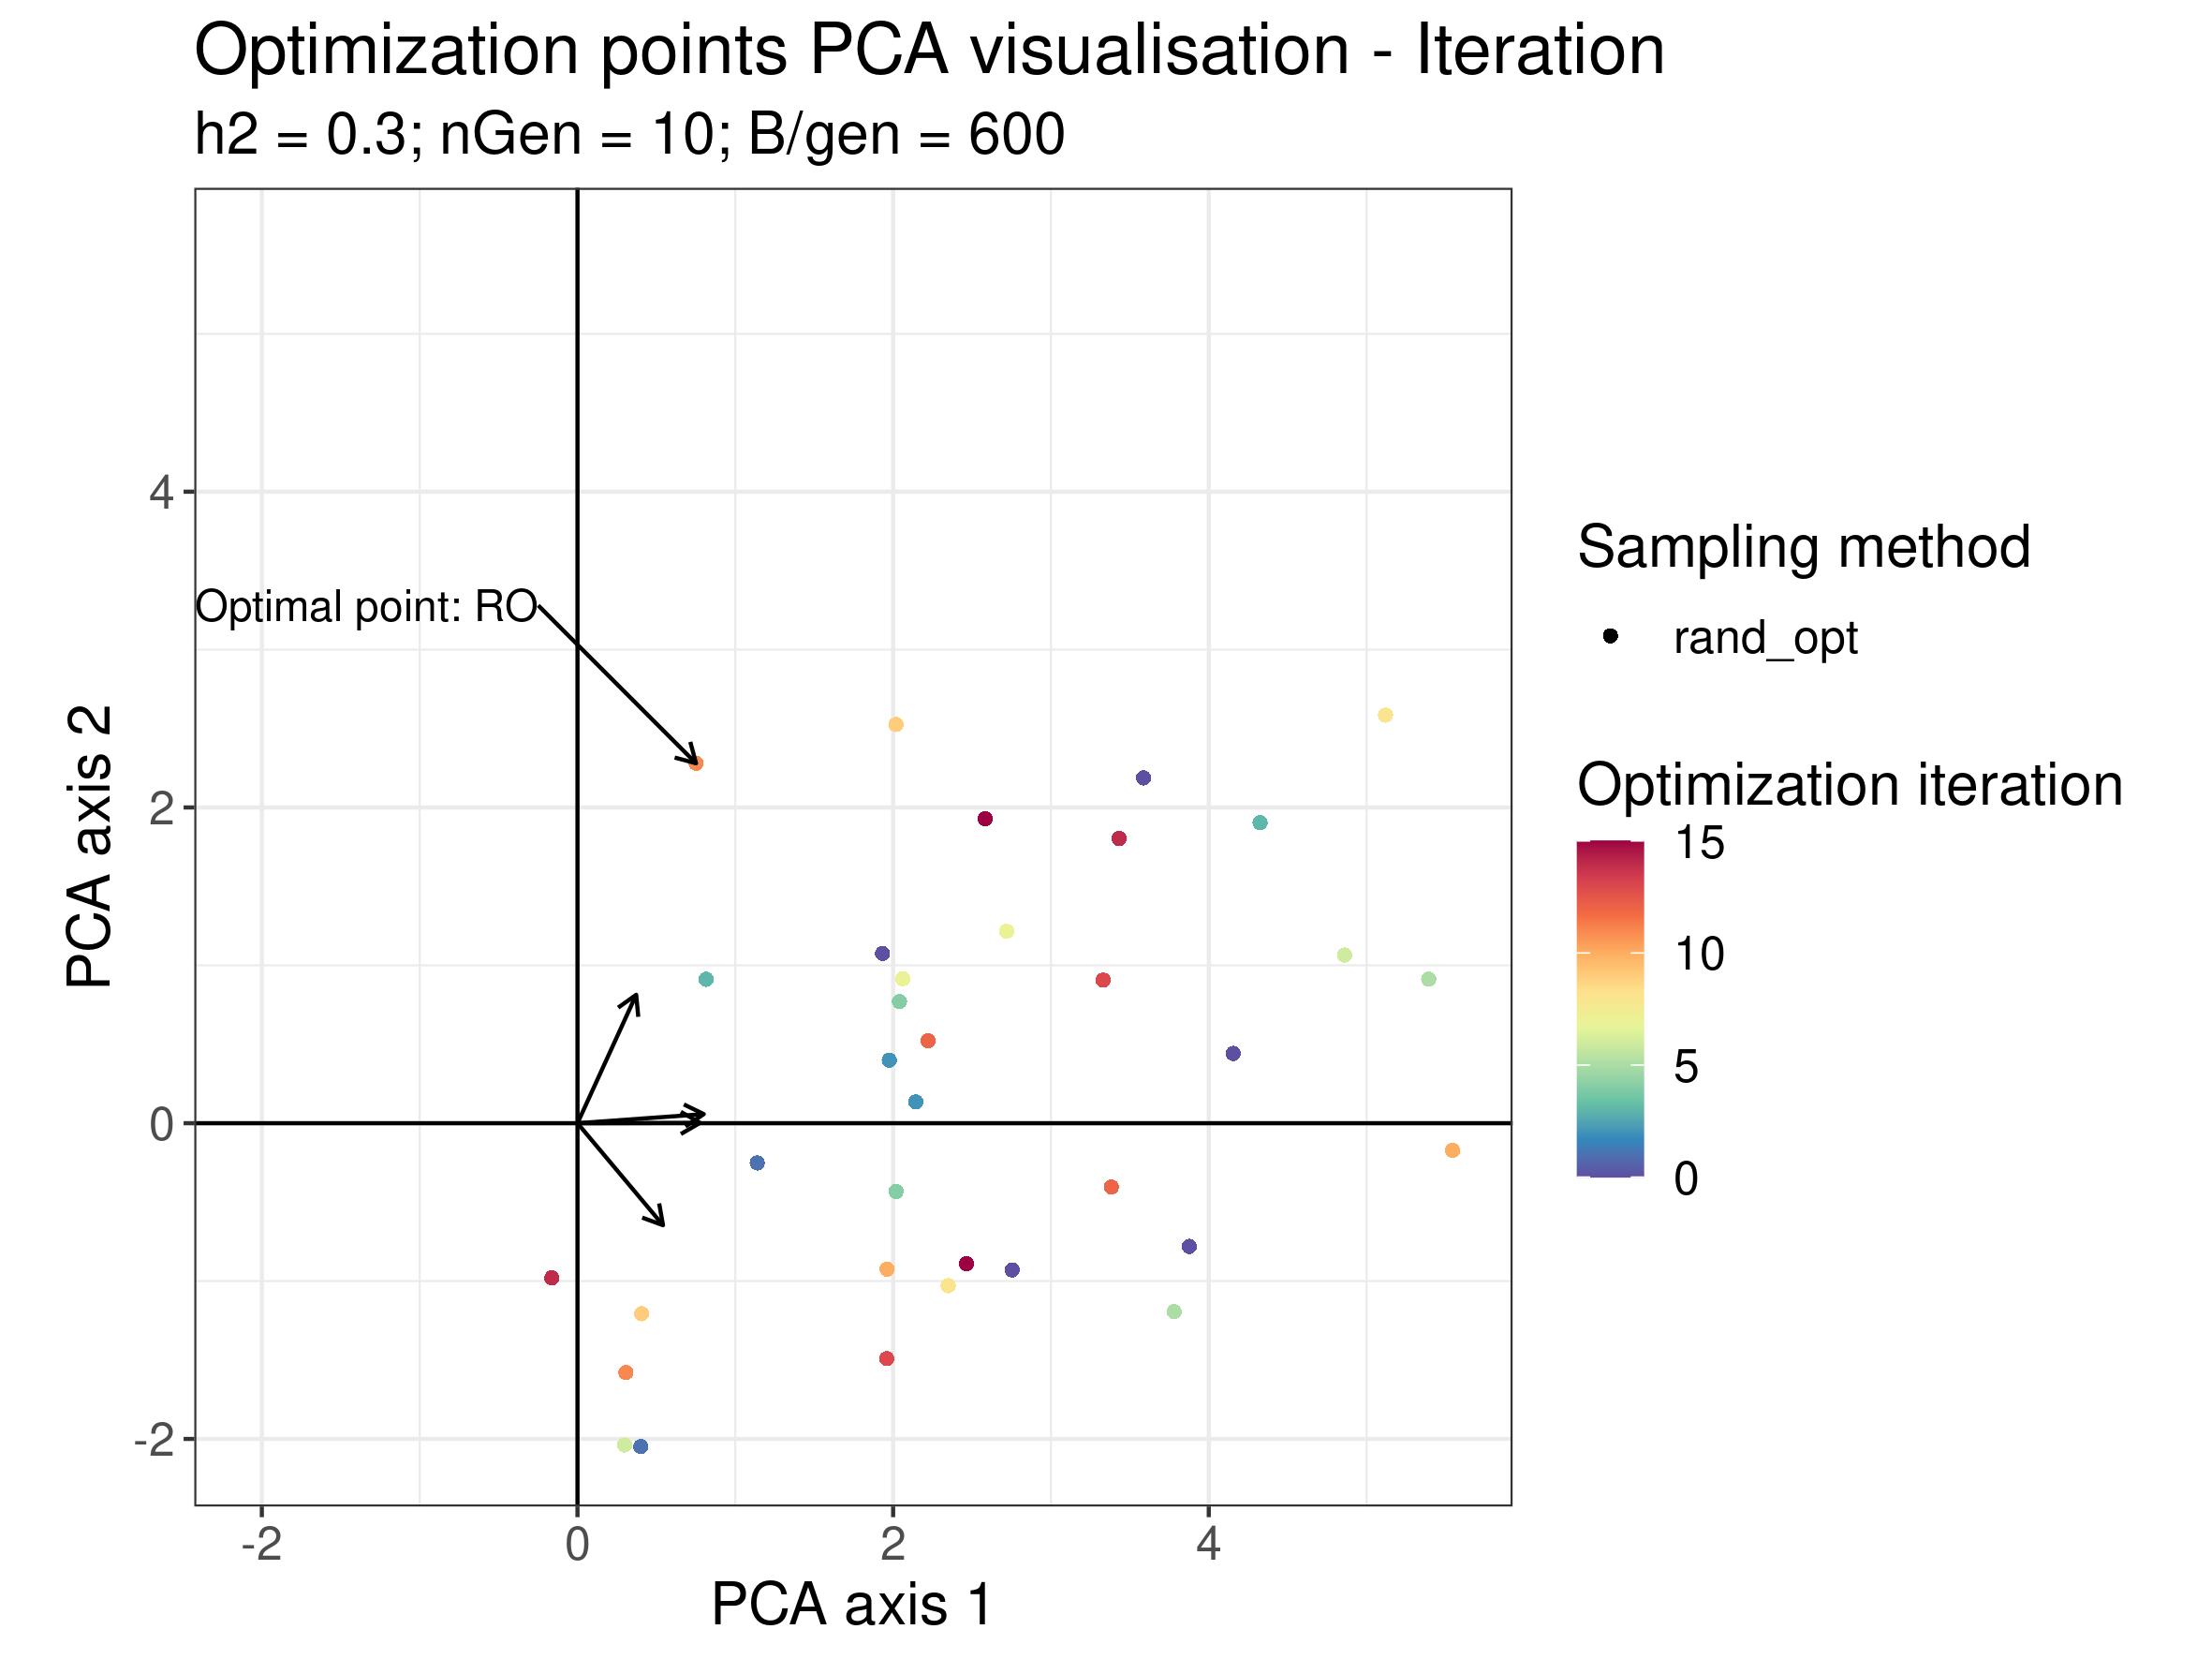 Optimization points PCA visualisation - Iteration
h2 = 0.3; nGen = 10; B/gen = 600
4
2
0
-2
PCA axis 2
Optimal point: RO
-2
0
2
4
PCA axis 1
Sampling method
rand_opt
Optimization iteration
15
10
5
0